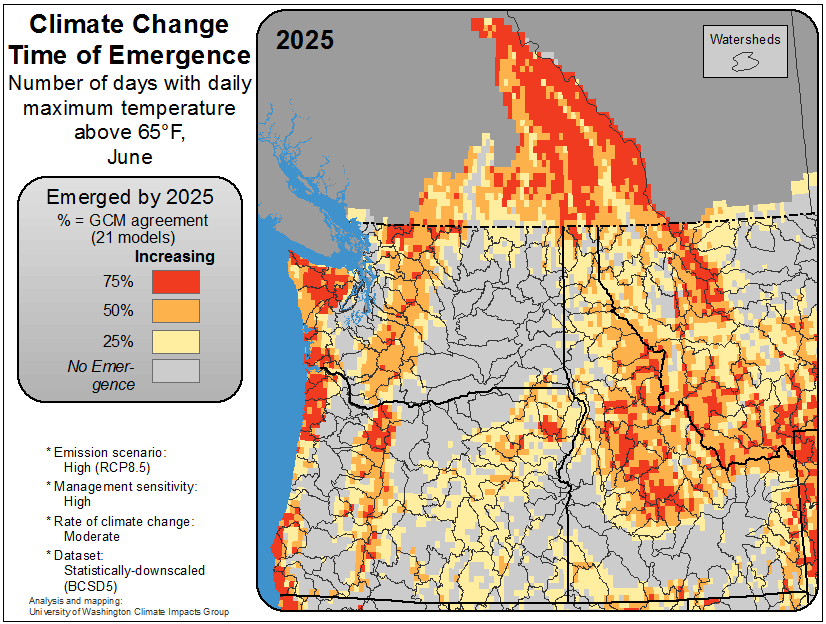 Climate Change
Time of Emergence
Number of days with daily
maximum temperature
above 65°F,
June
Emerged by 2025
% = GCM agreement
(21 models)
Increasing
75%
50%
25%
No Emer-
gence
* Emission scenario:
High (RCP8.5)
* Management sensitivity:
High
* Rate of climate change:
Moderate
* Dataset:
Statistically-downscaled
(BCSD5)
Analysis and mapping:
University of Washington Climate Impacts Group
2025
Watersheds